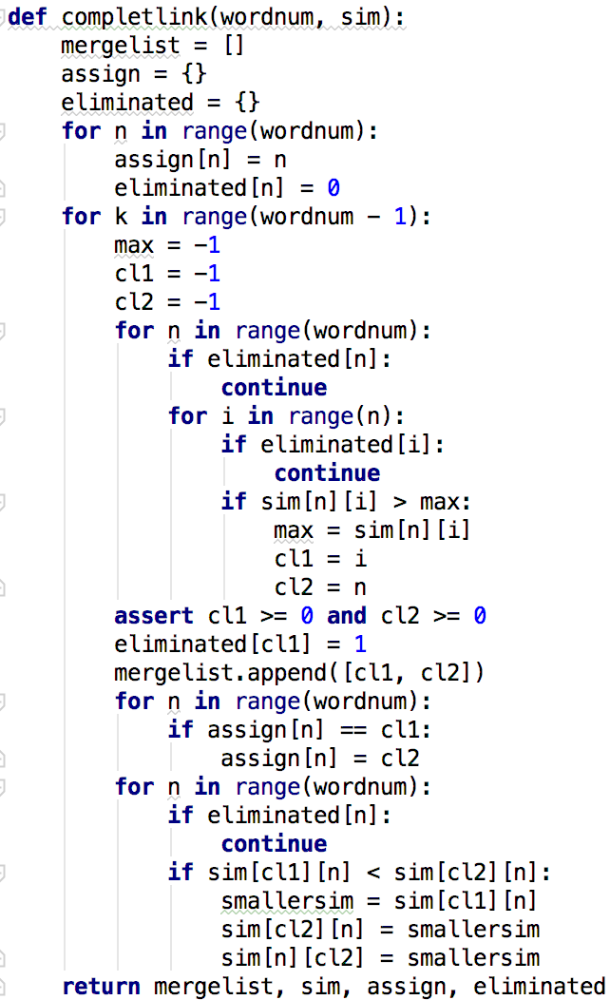 def completlink(wordnum, sim):
    mergelist = []
    assign = {}
    eliminated = {}
    for n in range(wordnum):
        assign[n] = n
        eliminated[n] = 0
    for k in range(wordnum - 1):
        max = -1
        cl1 = -1
        cl2 = -1
        for n in range(wordnum):
            if eliminated[n]:
                continue
            for i in range(n):
                if eliminated[i]:
                    continue
                if sim[n][i] > max:
                    max = sim[n][i]
                    cl1 = i
                    cl2 = n
        assert cl1 >= 0 and cl2 >= 0
        eliminated[cl1] = 1
        mergelist.append([cl1, cl2])
        for n in range(wordnum):
            if assign[n] == cl1:
                assign[n] = cl2
        for n in range(wordnum):
            if eliminated[n]:
                continue
            if sim[cl1][n] < sim[cl2][n]:
                smallersim = sim[cl1][n]
                sim[cl2][n] = smallersim
                sim[n][cl2] = smallersim
    return mergelist, sim, assign, eliminated